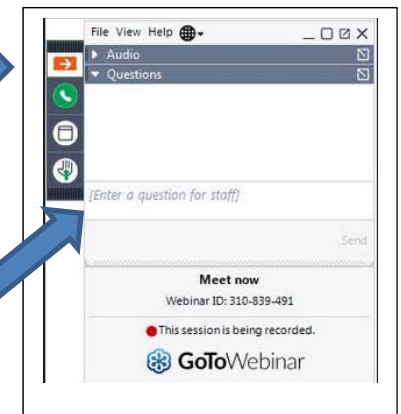 File View Help
Audio
Questions
[Enter a question for staff]
Send
Meet now
Webinar ID: 310-839-491
This session is being recorded.
GoToWebinar